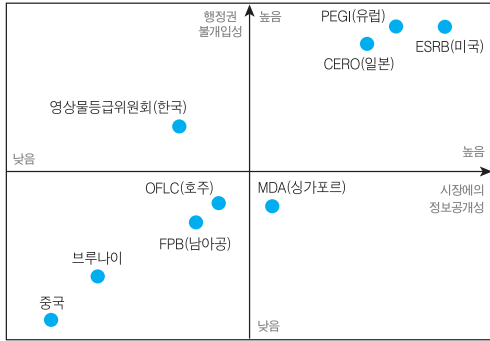 행정권
불개입성
높음
PEGI(유럽)
ESRB(미국)
CERO(일본)
영상물등급위원회(한국)
낮음
높음
시장에의
정보공개성
OFLC(호주)
MDA(싱가포르)
FPB(남아공)
브루나이
중국
낮음